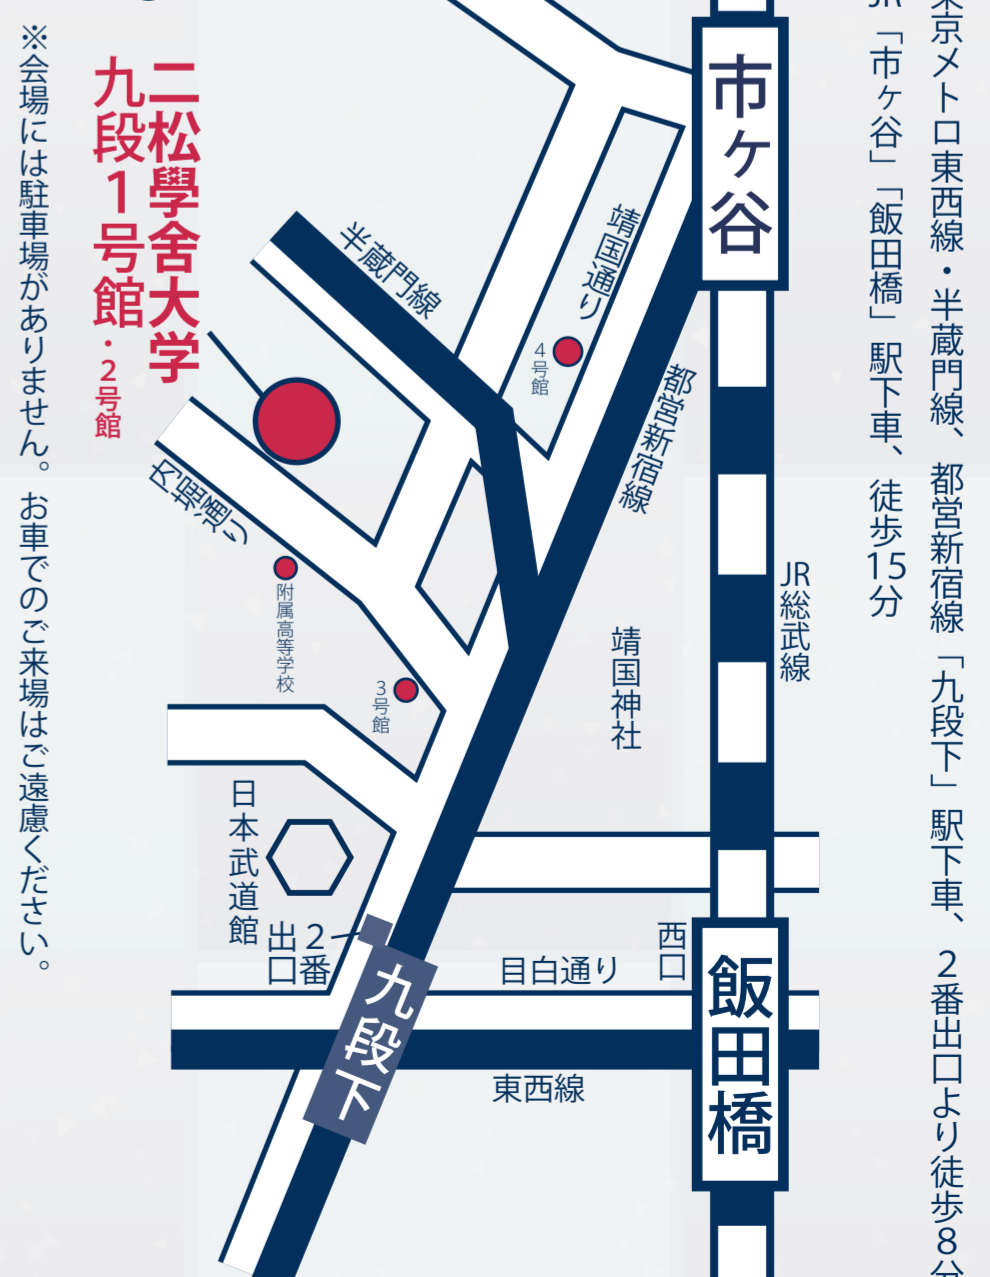 東京メトロ東西線・半蔵門線、都営新宿線「九段下」駅下車、2番出口より徒歩8分
JR「市ヶ谷」「飯田橋」駅下車、徒歩15分
市ヶ谷
靖国通り
半蔵門線
4号館
都営新宿線
JR総武線
靖国神社
二松學舍大学
九段1号館・2号館
内堀通り
附属高等学校
3号館
日本武道館
2番
出口
九段下
目白通り
西口
飯田橋
東西線
※会場には駐車場がありません。お車でのご来場はご遠慮ください。